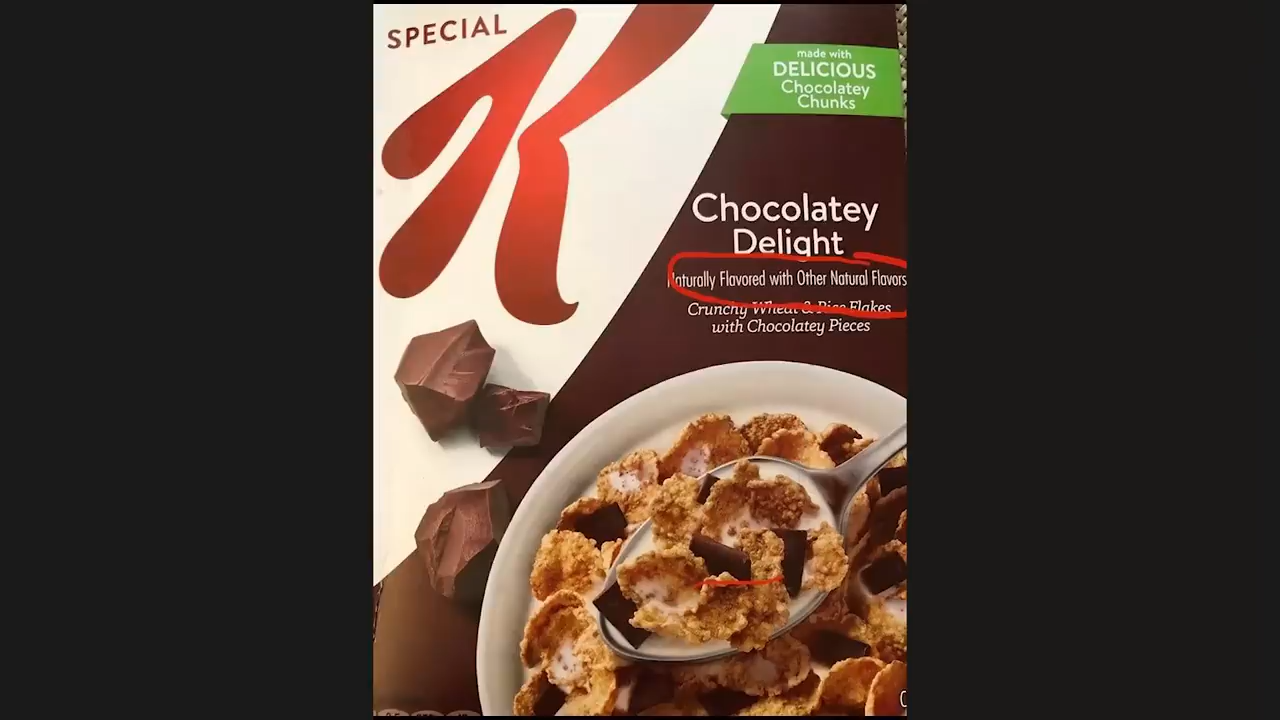 SPECIAL
K
made with
DELICIOUS
Chocolatey
Chunks
Chocolatey
Delight
Naturally Flavored with Other Natural Flavors
Crunchy Wheat & Rice Flakes
with Chocolatey Pieces